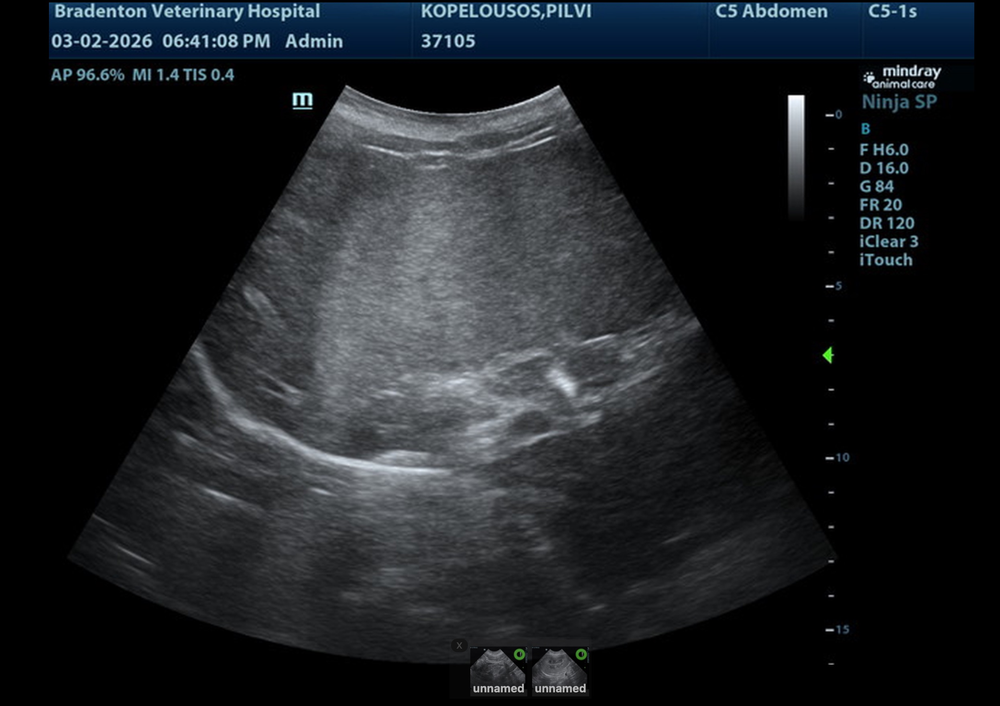 Bradenton Veterinary Hospital KOPELOUSOS,PILVI C5 Abdomen C5-1s
03-02-2026 06:41:08 PM Admin 37105
AP 96.6% MI 1.4 TIS 0.4
mindray
animal care
m
Ninja SP
0
B
F H6.0
D 16.0
G 84
FR 20
DR 120
iClear 3
iTouch
5
10
15
X
unnamed unnamed